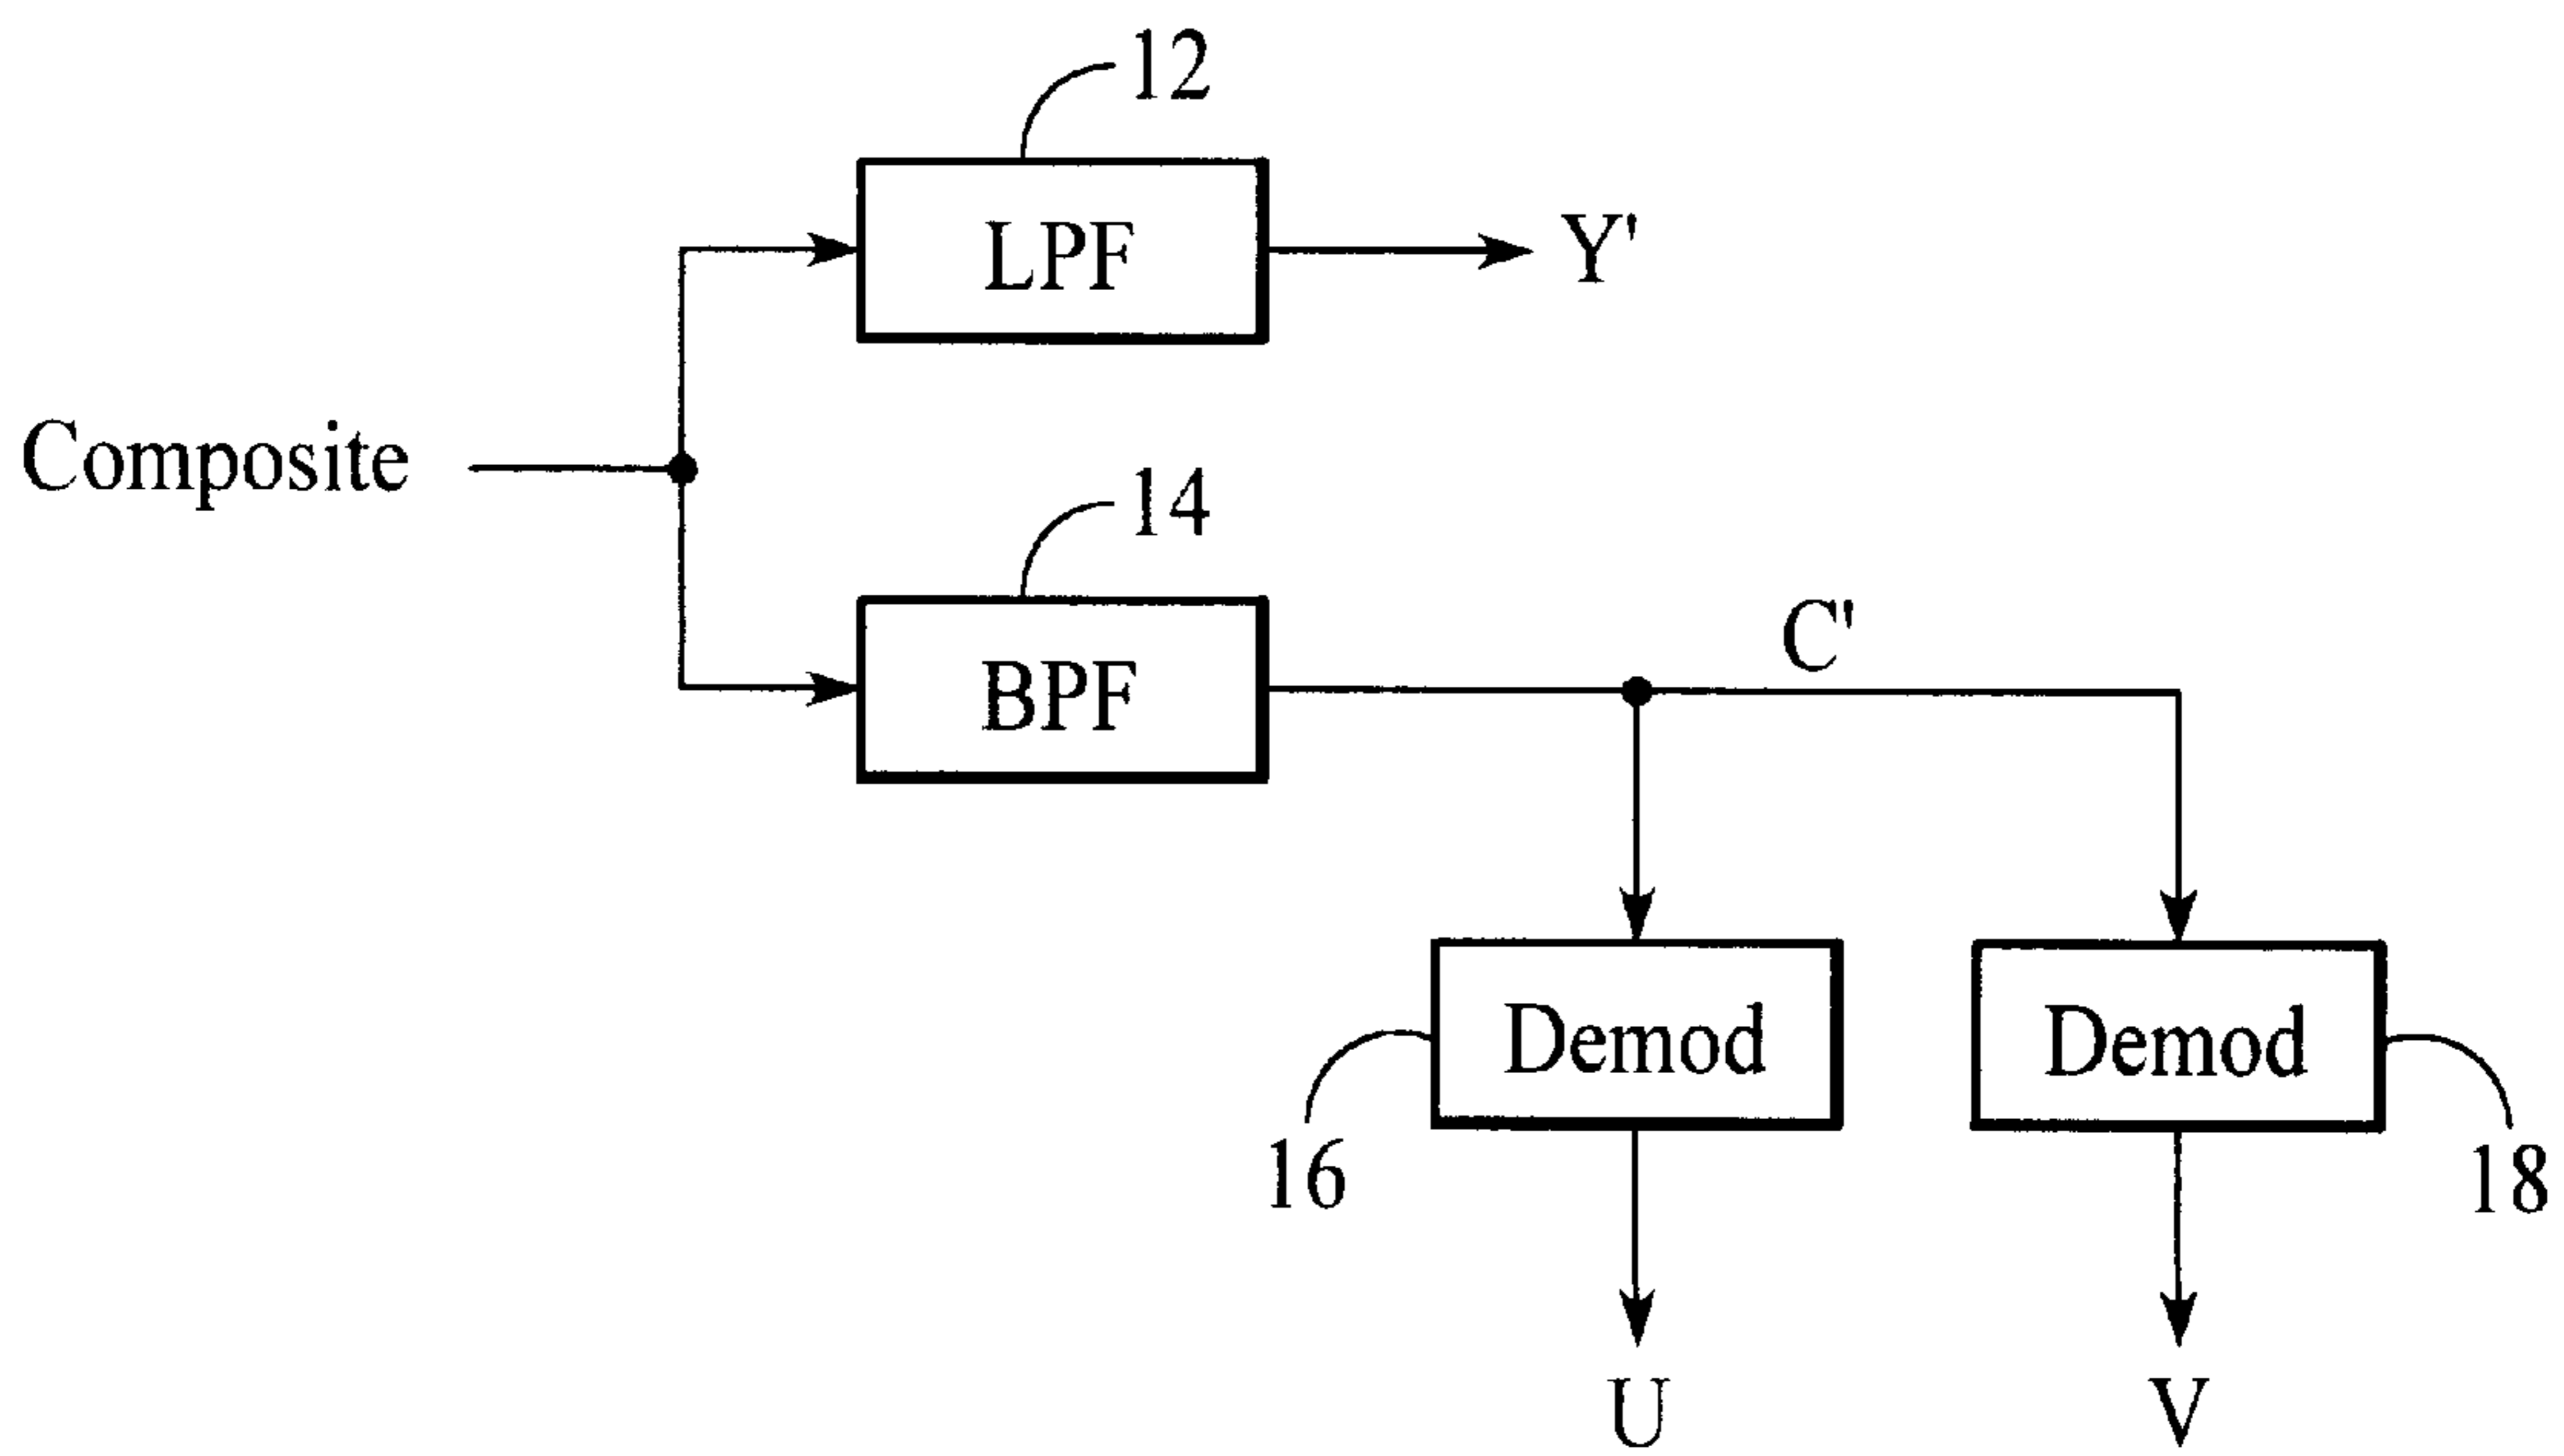 12
LPF
Y'
Composite
14
BPF
C'
Demod
Demod
16
18
U
V